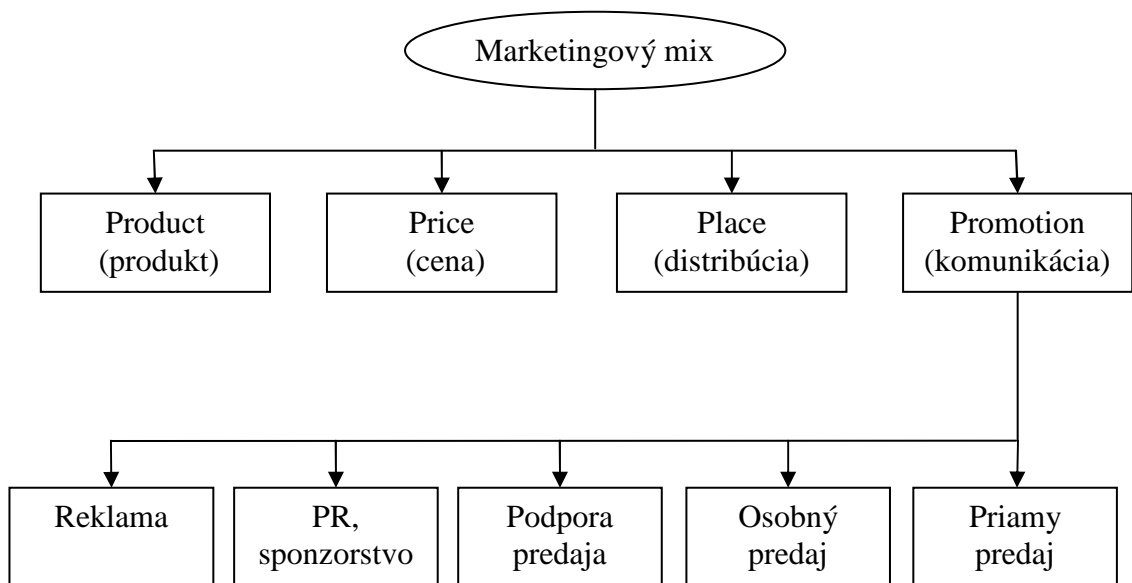 Marketingový mix
Product
(produkt)
Price
(cena)
Place
(distribúcia)
Promotion
(komunikácia)
Reklama
PR,
sponzorstvo
Podpora
predaja
Osobný
predaj
Priamy
predaj